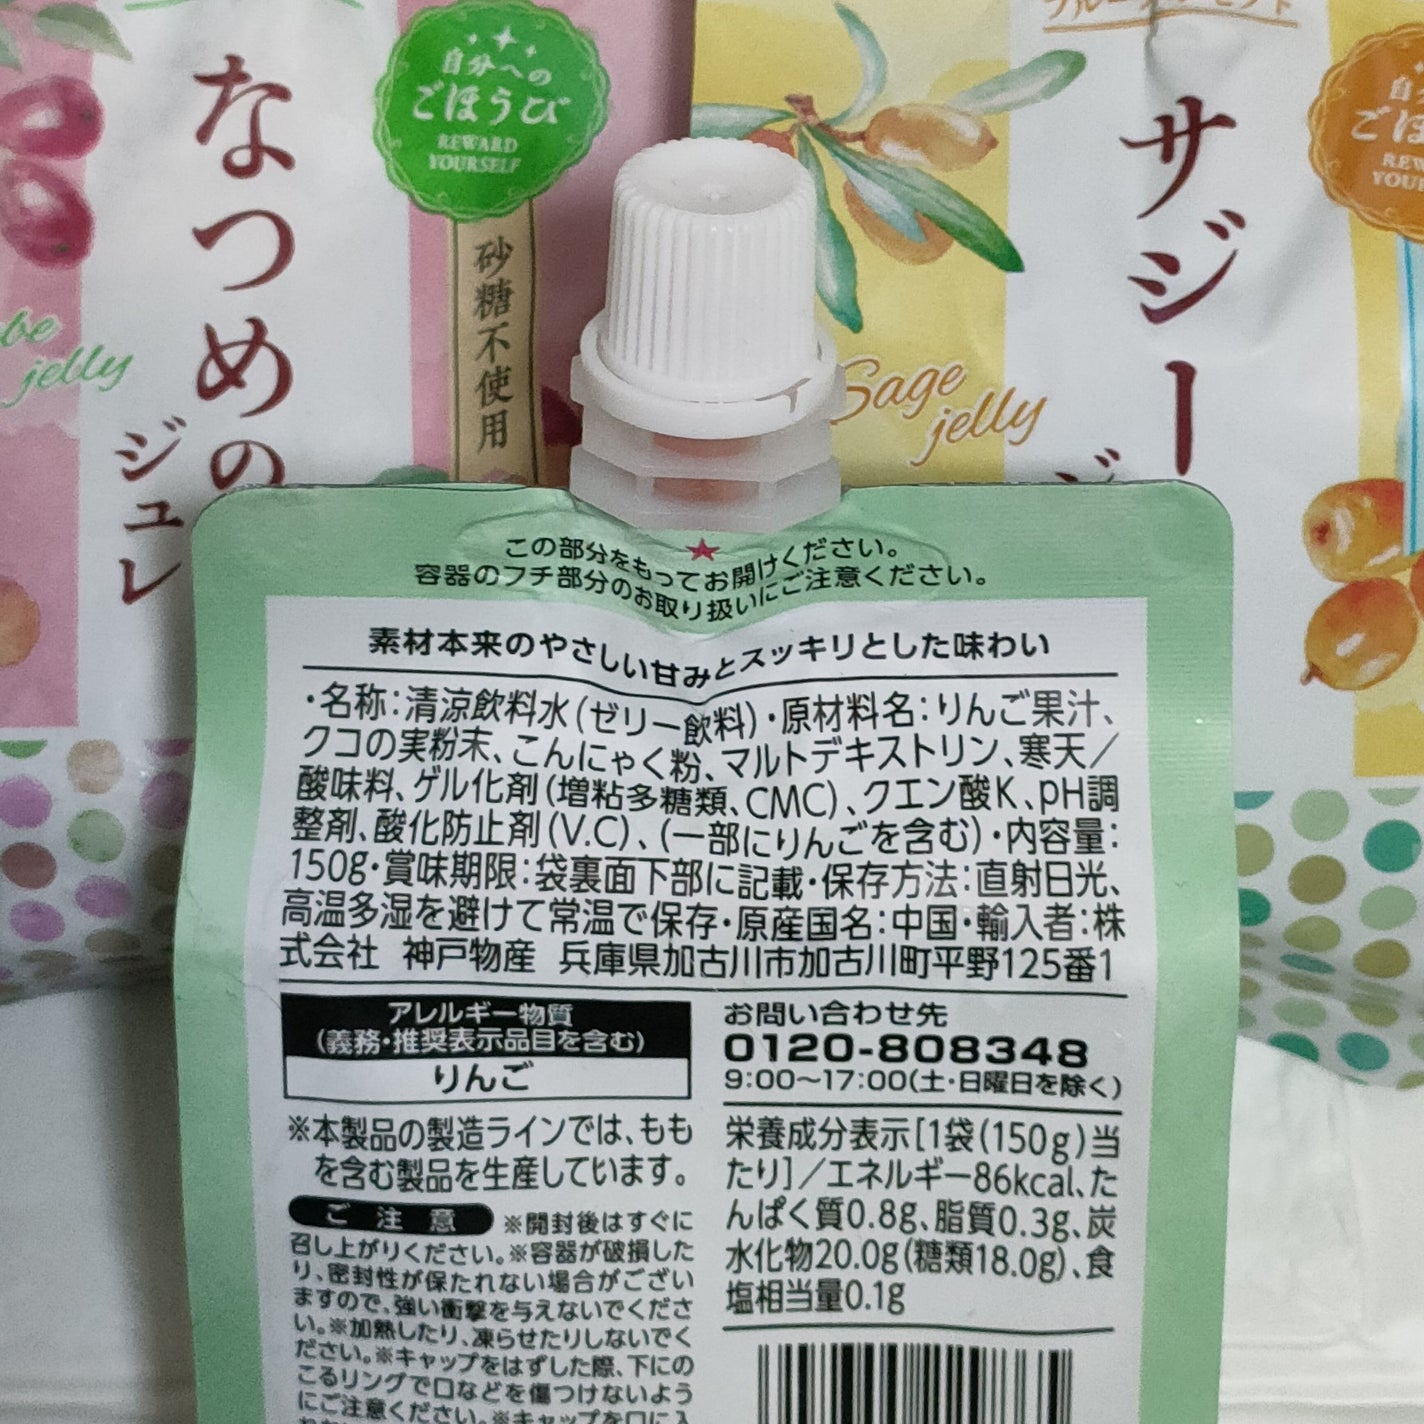 自分への
ごほうび
REWARD
YOURSELF
なつめの
ジュレ
砂糖不使用
jelly
サジー
Sage
jelly
この部分をもってお開けください。
容器のフチ部分のお取り扱いにご注意ください。
素材本来のやさしい甘みとスッキリとした味わい
・名称：清涼飲料水（ゼリー飲料）・原材料名：りんご果汁、
クコの実粉末、こんにゃく粉、マルトデキストリン、寒天／
酸味料、ゲル化剤（増粘多糖類、CMC）、クエン酸K、pH調
整剤、酸化防止剤（V.C）、（一部にりんごを含む）・内容量：
150g・賞味期限：袋裏面下部に記載・保存方法：直射日光、
高温多湿を避けて常温で保存・原産国名：中国・輸入者：株
式会社 神戸物産 兵庫県加古川市加古川町平野125番1
アレルギー物質
（義務・推奨表示品目を含む）
りんご
※本製品の製造ラインでは、もも
を含む製品を生産しています。
ご注意 ※開封後はすぐに
召し上がりください。※容器が破損した
り、密封性が保たれない場合がござい
ますので、強い衝撃を与えないでくださ
い。※加熱したり、凍らせたりしないでく
ださい。※キャップをはずした際、下にの
こるリングで口などを傷つけないよう
にご注意ください。※キャップを口に入
お問い合わせ先
0120-808348
9:00〜17:00（土・日曜日を除く）
栄養成分表示［1袋（150g）当
たり］／エネルギー86kcal、た
んぱく質0.8g、脂質0.3g、炭
水化物20.0g（糖類18.0g）、食
塩相当量0.1g